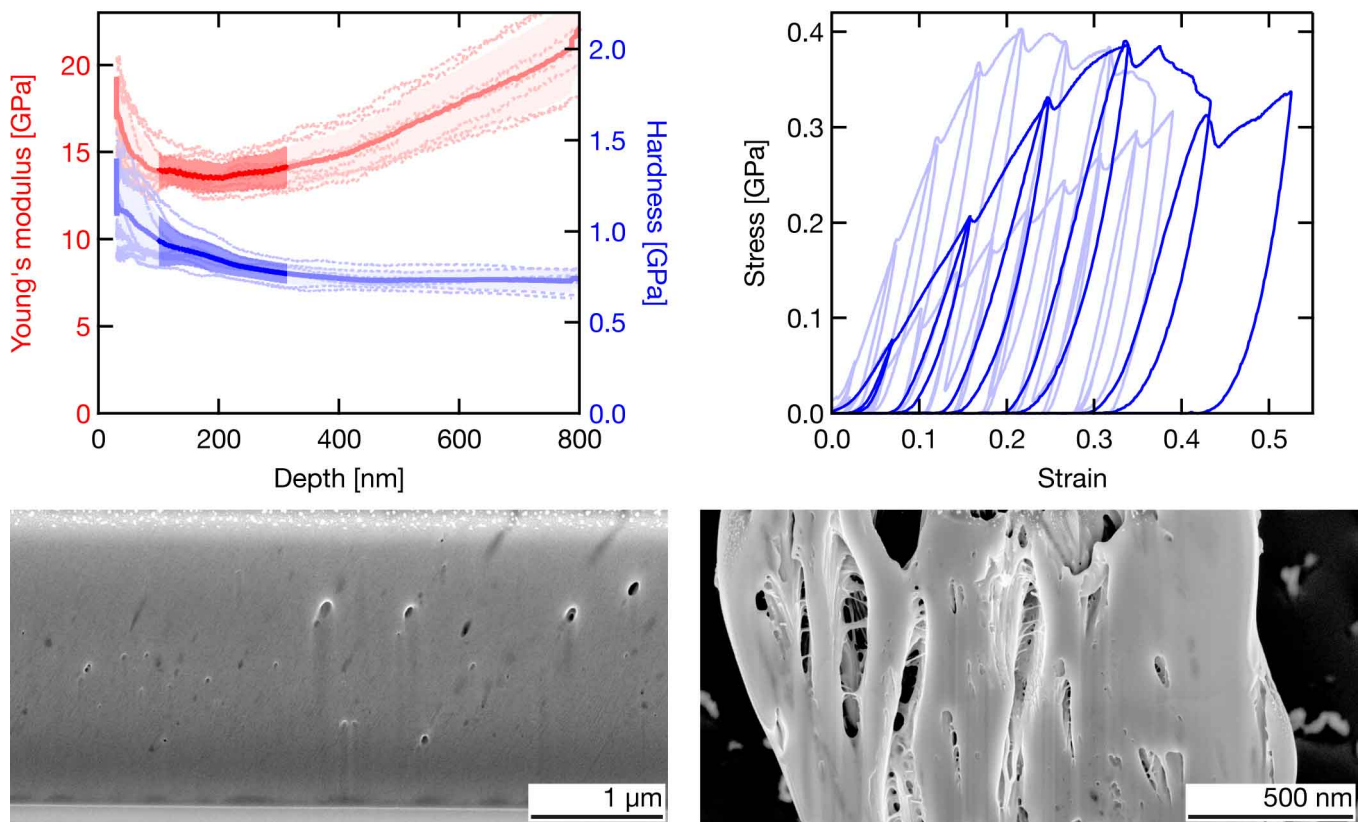 Young's modulus [GPa]
20
15
10
5
0
2.0
1.5
1.0
0.5
0.0
Hardness [GPa]
0 200 400 600 800
Depth [nm]
Stress [GPa]
0.4
0.3
0.2
0.1
0.0
0.0 0.1 0.2 0.3 0.4 0.5
Strain
1 µm
500 nm